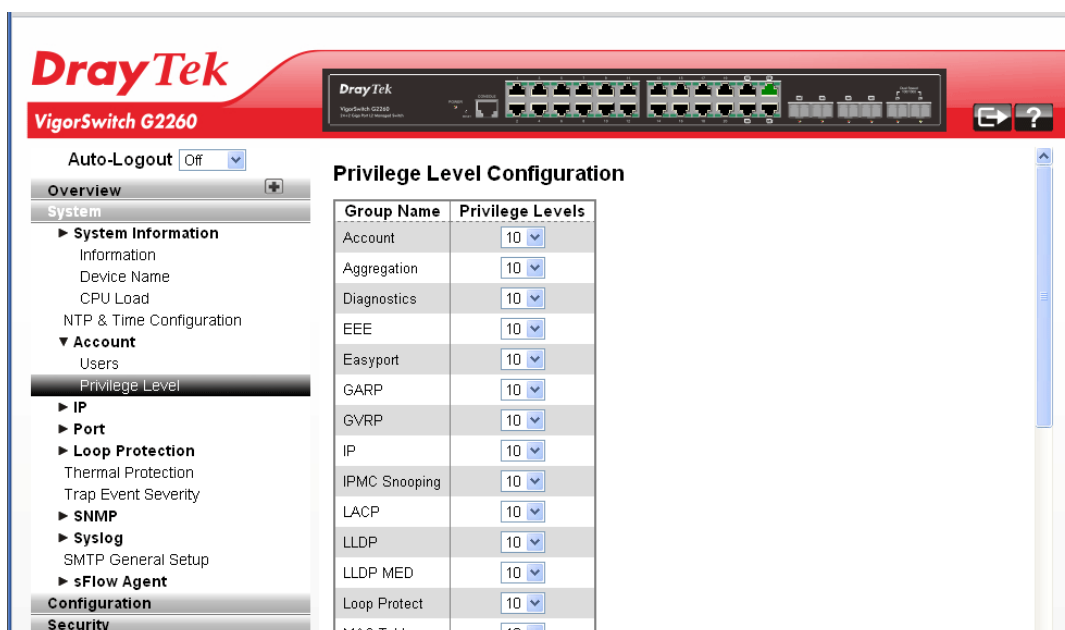 DrayTek
VigorSwitch G2260
DrayTek
VigorSwitch G2260
CONSOLE
Auto-Logout Off
Overview
System
► System Information
Information
Device Name
CPU Load
NTP & Time Configuration
▼ Account
Users
Privilege Level
► IP
► Port
► Loop Protection
Thermal Protection
Trap Event Severity
► SNMP
► Syslog
SMTP General Setup
► sFlow Agent
Configuration
Security
Privilege Level Configuration
Group Name Privilege Levels
Account 10
Aggregation 10
Diagnostics 10
EEE 10
Easyport 10
GARP 10
GVRP 10
IP 10
IPMC Snooping 10
LACP 10
LLDP 10
LLDP MED 10
Loop Protect 10